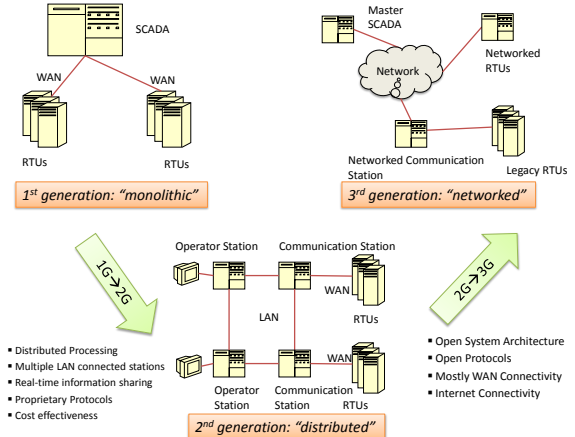 SCADA
WAN
WAN
RTUs
RTUs
1st generation: "monolithic"
Master
SCADA
Network
Networked
RTUs
Networked Communication
Station
Legacy RTUs
3rd generation: "networked"
1G→2G
▪ Distributed Processing
▪ Multiple LAN connected stations
▪ Real-time information sharing
▪ Proprietary Protocols
▪ Cost effectiveness
Operator Station
Communication Station
WAN
RTUs
LAN
WAN
Operator
Station
Communication
Station
RTUs
2nd generation: "distributed"
2G→3G
▪ Open System Architecture
▪ Open Protocols
▪ Mostly WAN Connectivity
▪ Internet Connectivity